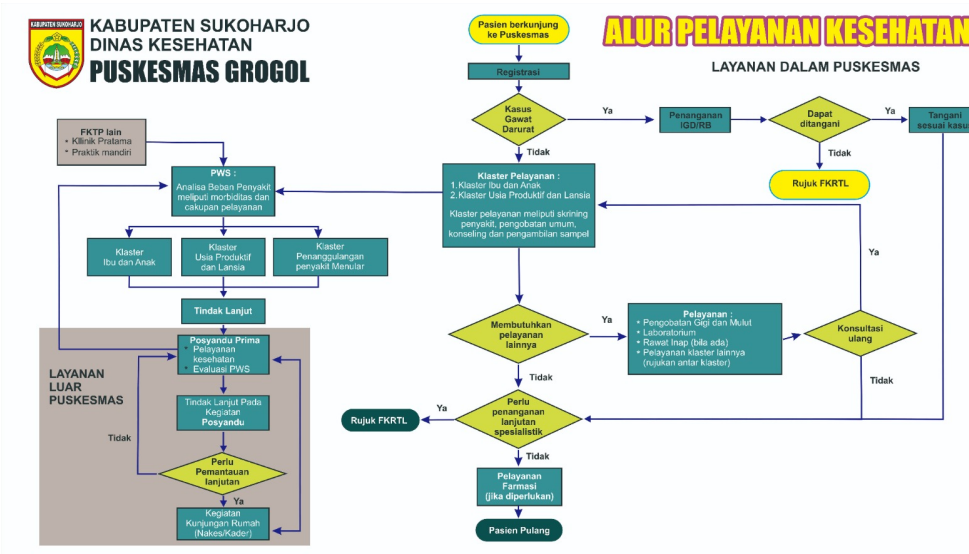 KABUPATEN SUKOHARJO
KABUPATEN SUKOHARJO
DINAS KESEHATAN
PUSKESMAS GROGOL
ALUR PELAYANAN KESEHATAN
LAYANAN DALAM PUSKESMAS
Pasien berkunjung
ke Puskesmas
Registrasi
Kasus
Gawat
Darurat
Ya
Penanganan
IGD/RB
Dapat
ditangani
Ya
Tangani
sesuai kasus
Tidak
Rujuk FKRTL
Tidak
Klaster Pelayanan :
1.Klaster Ibu dan Anak
2.Klaster Usia Produktif dan Lansia
Klaster pelayanan meliputi skrining
penyakit, pengobatan umum,
konseling dan pengambilan sampel
Membutuhkan
pelayanan
lainnya
Ya
Pelayanan :
• Pengobatan Gigi dan Mulut
• Laboratorium
• Rawat Inap (bila ada)
• Pelayanan klaster lainnya
(rujukan antar klaster)
Konsultasi
ulang
Ya
Tidak
Tidak
Perlu
penanganan
lanjutan
spesialistik
Ya
Rujuk FKRTL
Tidak
Pelayanan
Farmasi
(jika diperlukan)
Pasien Pulang
FKTP lain
• Kllinik Pratama
• Praktik mandiri
PWS :
Analisa Beban Penyakit
meliputi morbiditas dan
cakupan pelayanan
Klaster
Ibu dan Anak
Klaster
Usia Produktif
dan Lansia
Klaster
Penanggulangan
penyakit Menular
Tindak Lanjut
LAYANAN
LUAR
PUSKESMAS
Posyandu Prima
• Pelayanan
kesehatan
• Evaluasi PWS
Tindak Lanjut Pada
Kegiatan
Posyandu
Perlu
Pemantauan
lanjutan
Tidak
Ya
Kegiatan
Kunjungan Rumah
(Nakes/Kader)